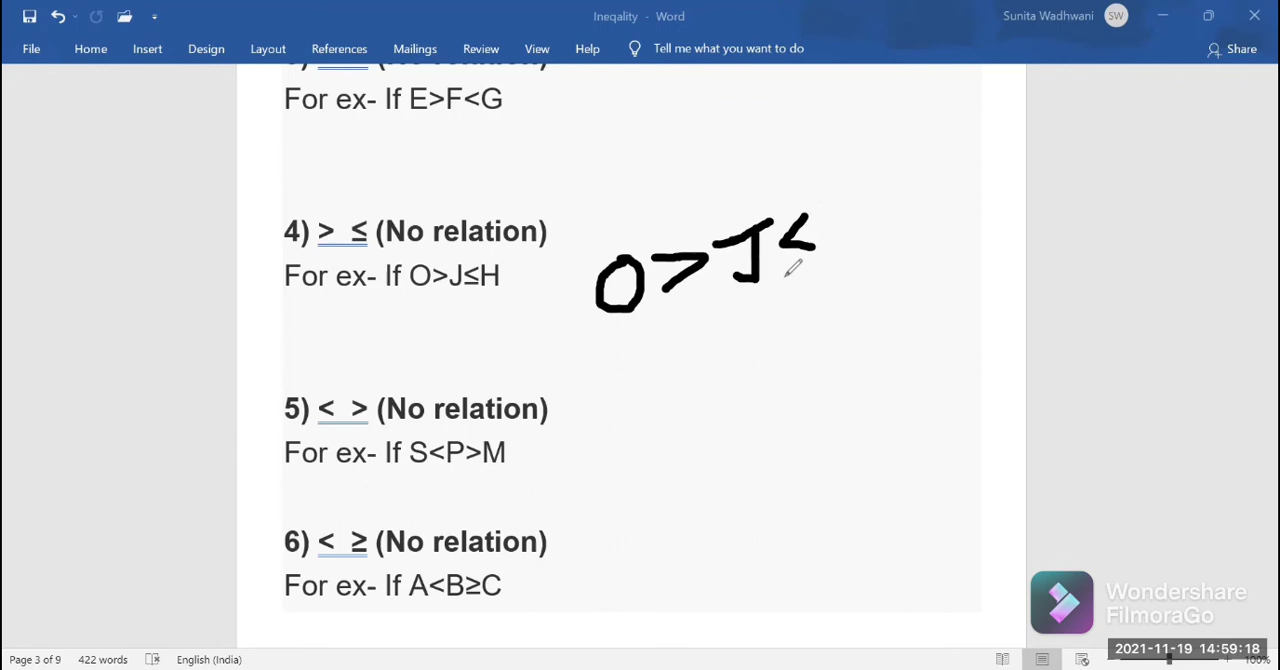 Ineqality - Word
Sunita Wadhwani SW
File Home Insert Design Layout References Mailings Review View Help Tell me what you want to do Share
(No relation)
For ex- If E>F<G
4) > ≤ (No relation)
For ex- If O>J≤H
O>J<
5) < > (No relation)
For ex- If S<P>M
6) < ≥ (No relation)
For ex- If A<B≥C
Wondershare
FilmoraGo
2021-11-19 14:59:18
Page 3 of 9 422 words English (India) 100%